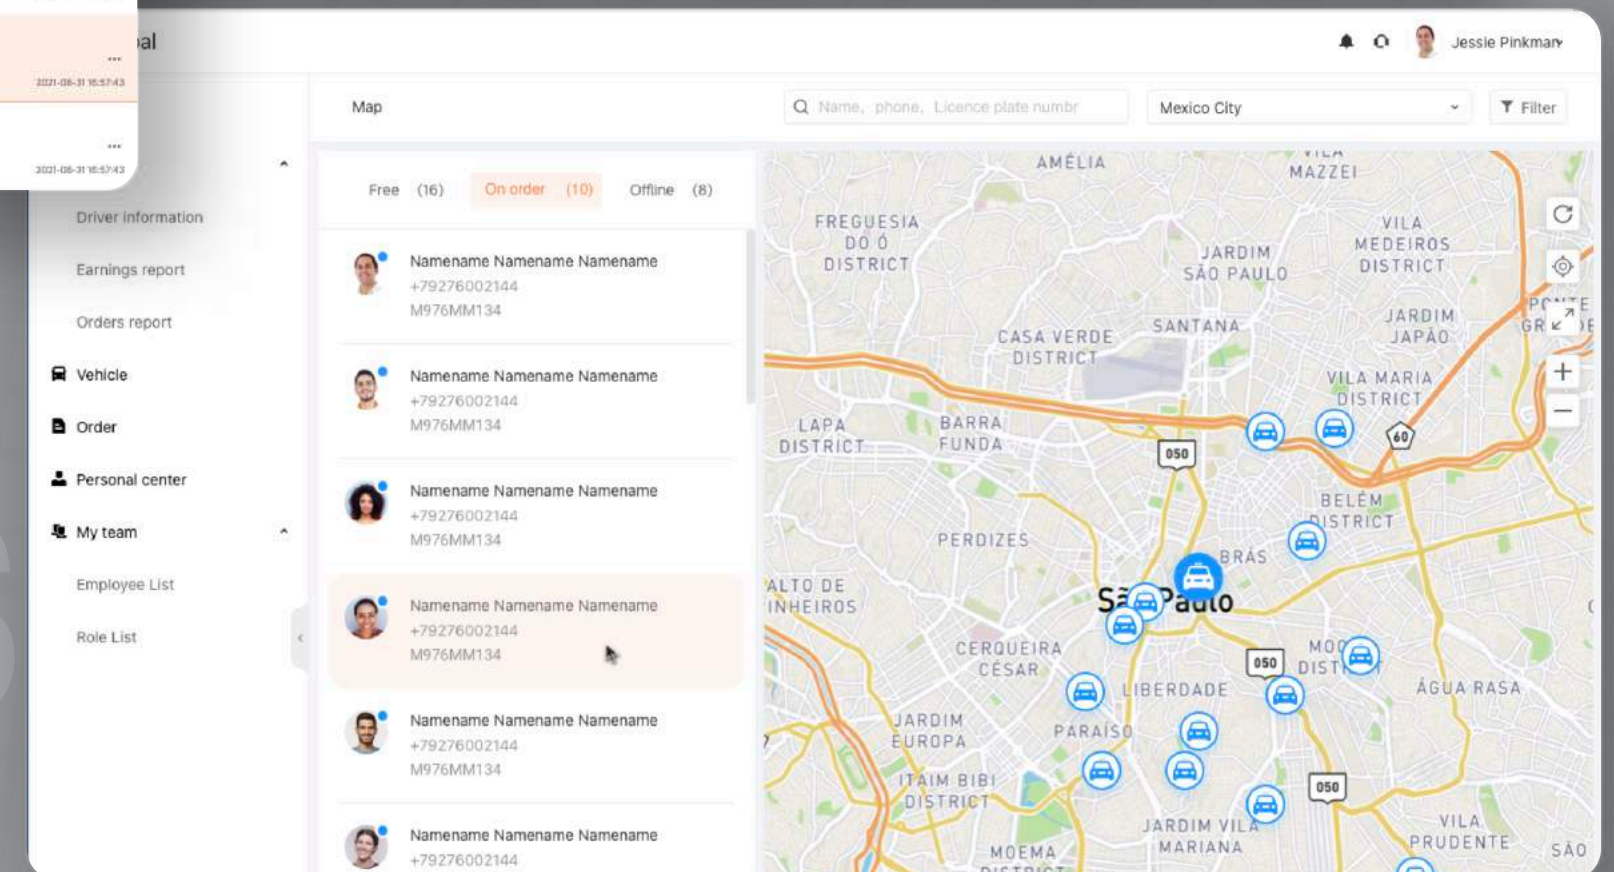 2021-08-31 16:57:43
2021-08-31 16:57:43
Jessie Pinkman
Map
Name, phone, Licence plate numbr
Mexico City
Filter
Driver information
Earnings report
Orders report
Vehicle
Order
Personal center
My team
Employee List
Role List
Free (16)
On order (10)
Offline (8)
Namename Namename Namename
+79276002144
M976MM134
Namename Namename Namename
+79276002144
M976MM134
Namename Namename Namename
+79276002144
M976MM134
Namename Namename Namename
+79276002144
M976MM134
Namename Namename Namename
+79276002144
M976MM134
Namename Namename Namename
+79276002144
AMÉLIA
VILA
MAZZEI
FREGUESIA
DO Ó
DISTRICT
JARDIM
SÃO PAULO
VILA
MEDEIROS
DISTRICT
CASA VERDE
DISTRICT
SANTANA
JARDIM
JAPÃO
VILA MARIA
DISTRICT
LAPA
DISTRICT
BARRA
FUNDA
050
60
BELÉM
DISTRICT
PERDIZES
BRÁS
ALTO DE
INHEIROS
São Paulo
CERQUEIRA
CÉSAR
050
DISTRICT
LIBERDADE
ÁGUA RASA
JARDIM
EUROPA
PARAÍSO
ITAIM BIBI
DISTRICT
050
JARDIM VILA
MARIANA
VILA
PRUDENTE
SÃO
MOEMA
DISTRICT